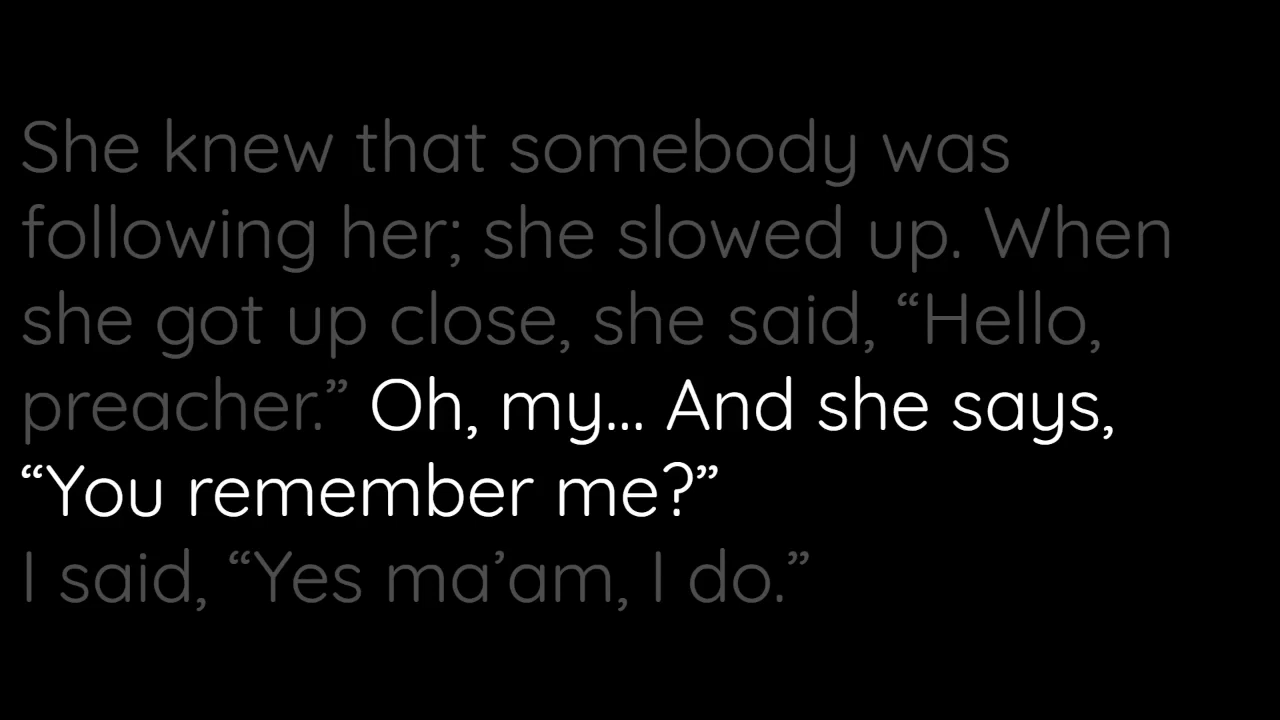 She knew that somebody was
following her; she slowed up. When
she got up close, she said, “Hello,
preacher.” Oh, my... And she says,
“You remember me?”
I said, “Yes ma’am, I do.”